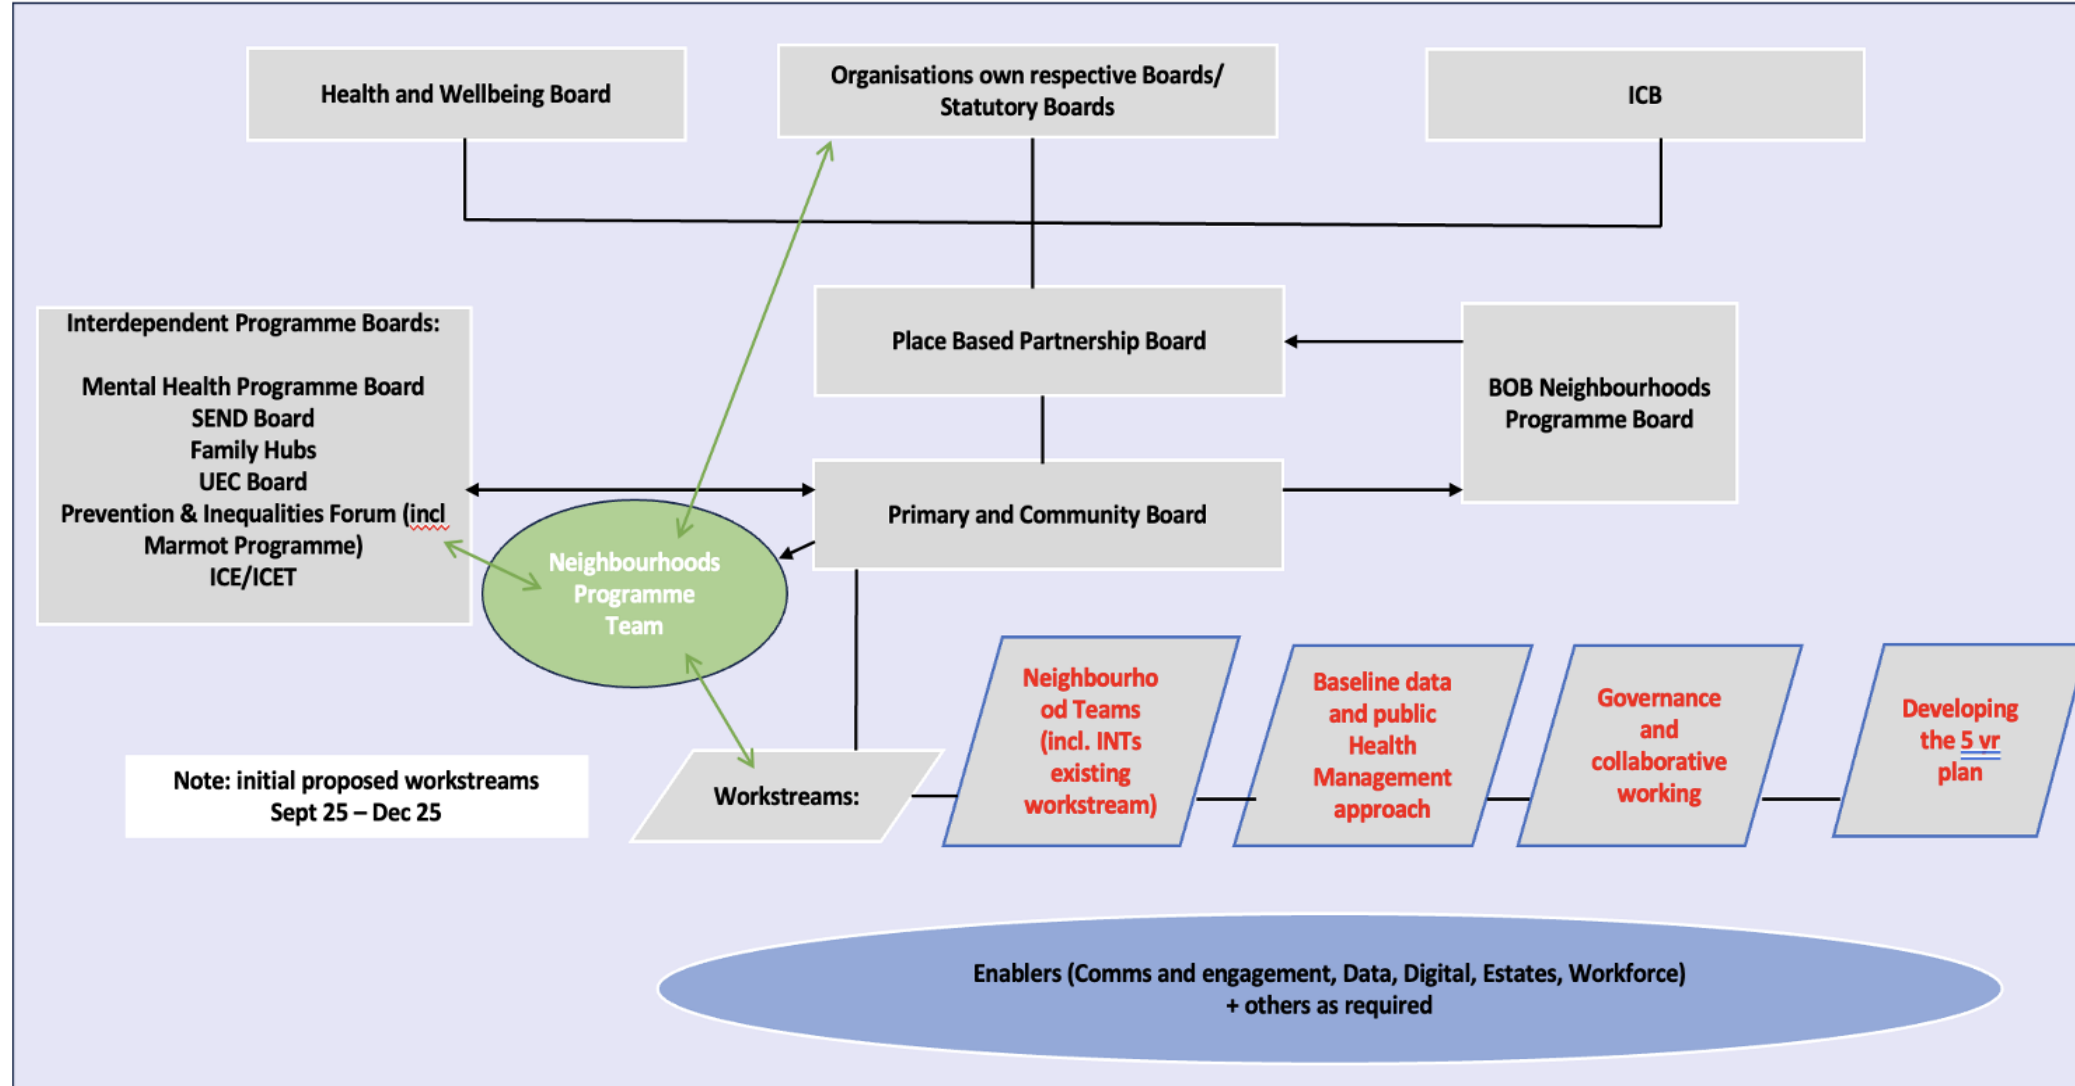 Health and Wellbeing Board
Organisations own respective Boards/
Statutory Boards
ICB
Interdependent Programme Boards:
Mental Health Programme Board
SEND Board
Family Hubs
UEC Board
Prevention & Inequalities Forum (incl
Marmot Programme)
ICE/ICET
Place Based Partnership Board
BOB Neighbourhoods
Programme Board
Primary and Community Board
Neighbourhoods
Programme
Team
Note: initial proposed workstreams
Sept 25 – Dec 25
Workstreams:
Neighbourho
od Teams
(incl. INTs
existing
workstream)
Baseline data
and public
Health
Management
approach
Governance
and
collaborative
working
Developing
the 5 yr
plan
Enablers (Comms and engagement, Data, Digital, Estates, Workforce)
+ others as required